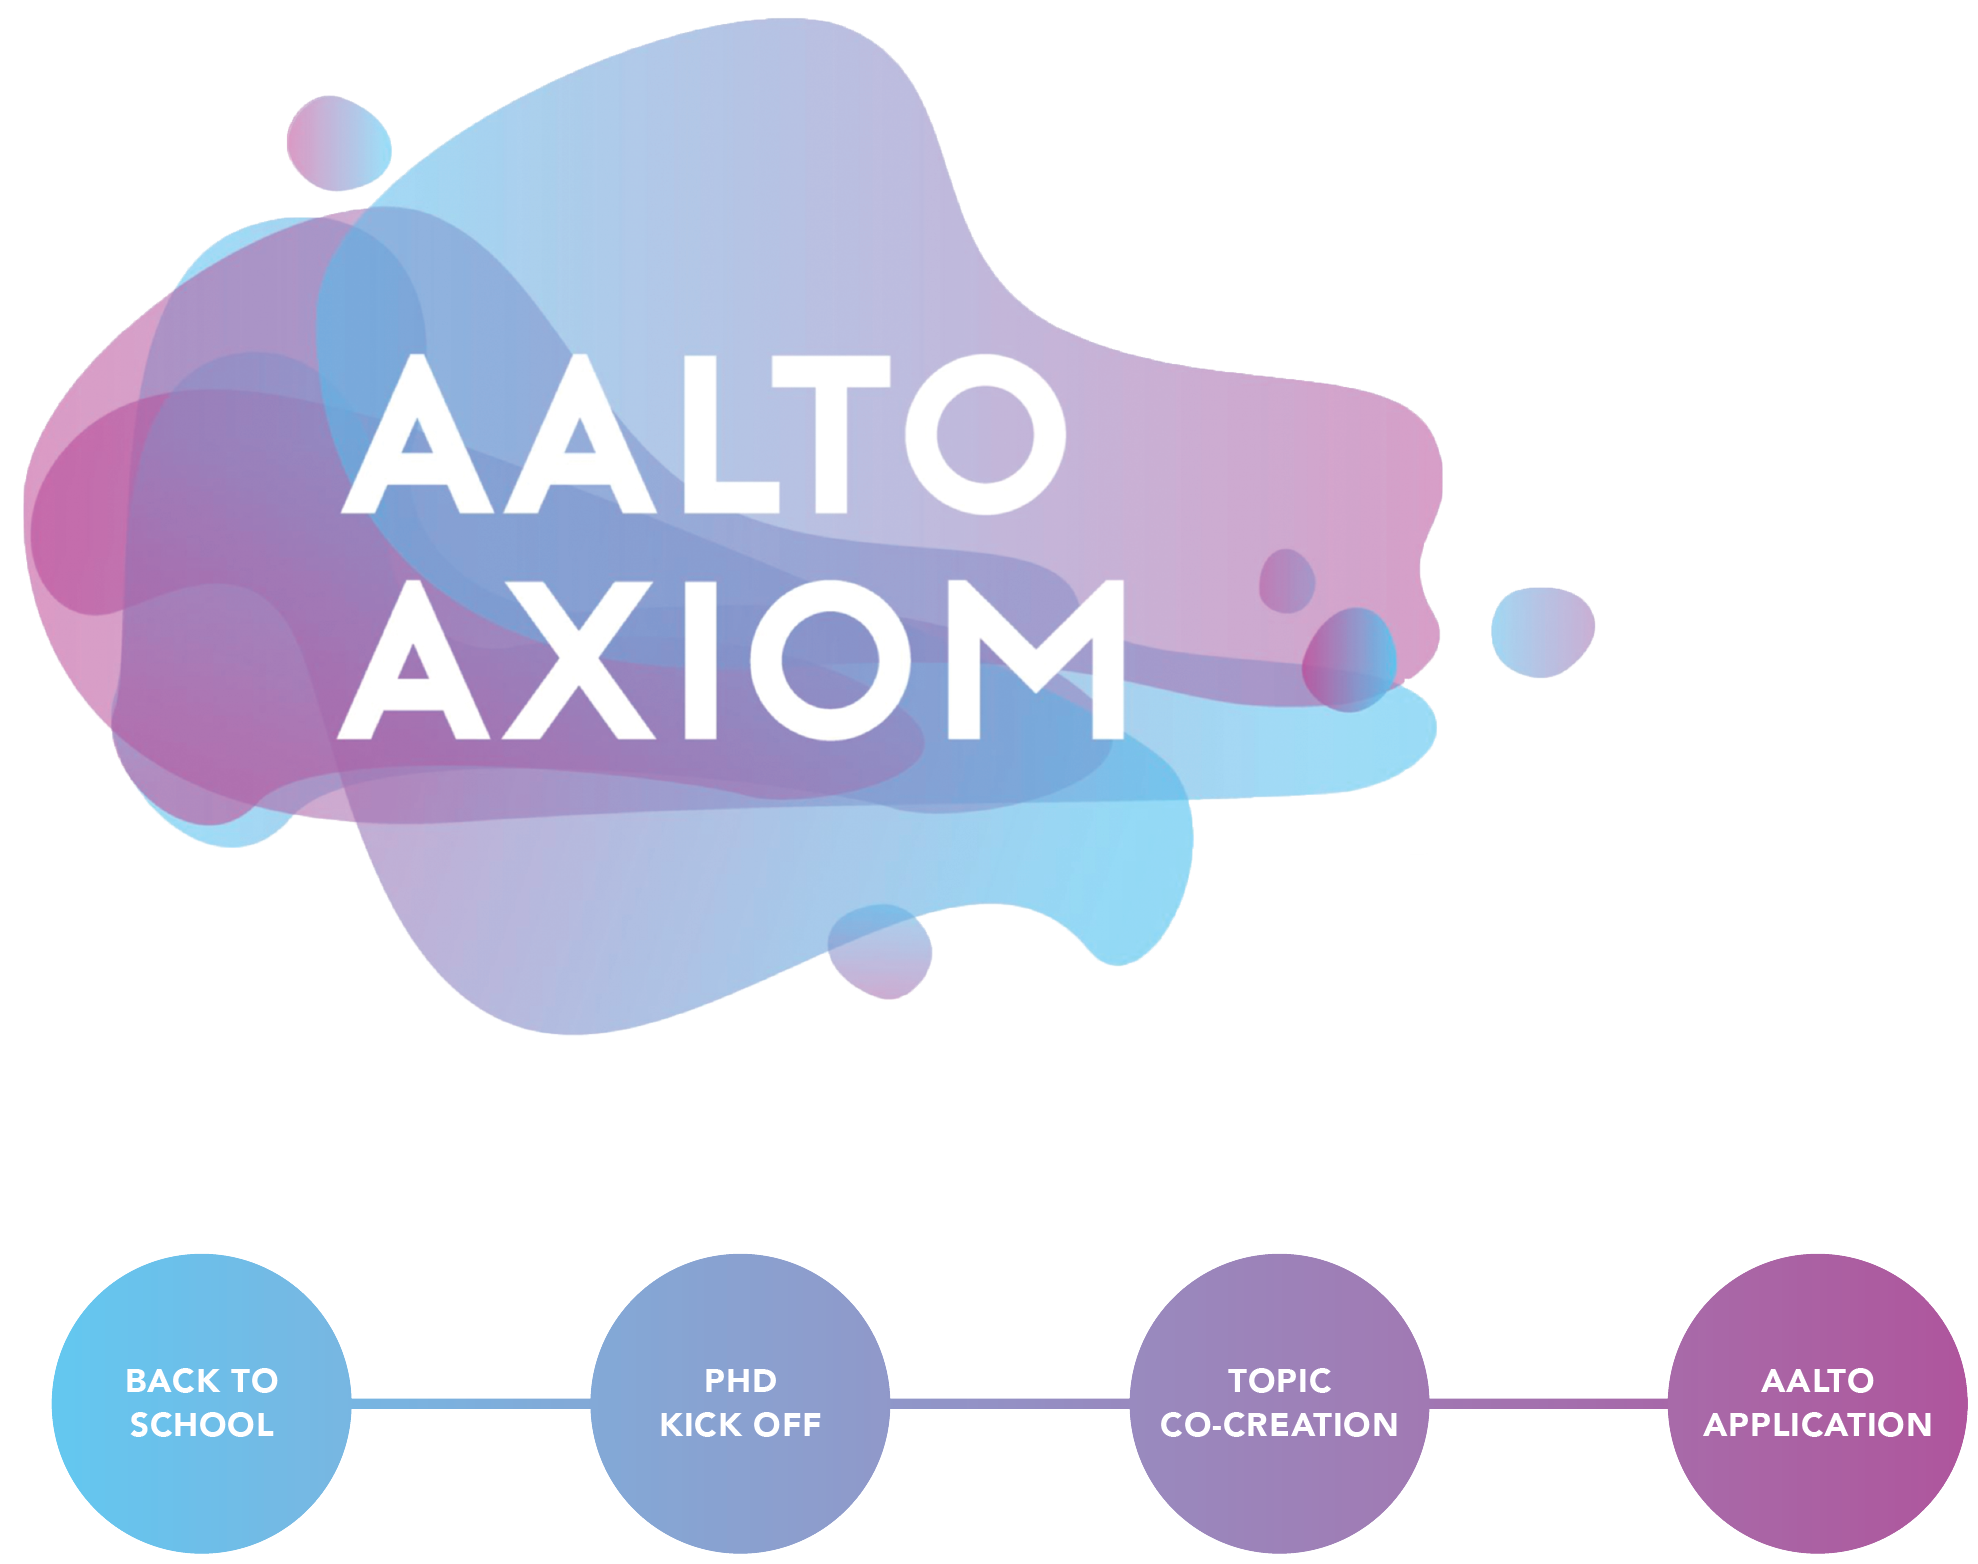 AALTO
AXIOM
BACK TO
SCHOOL
PHD
KICK OFF
TOPIC
CO-CREATION
AALTO
APPLICATION